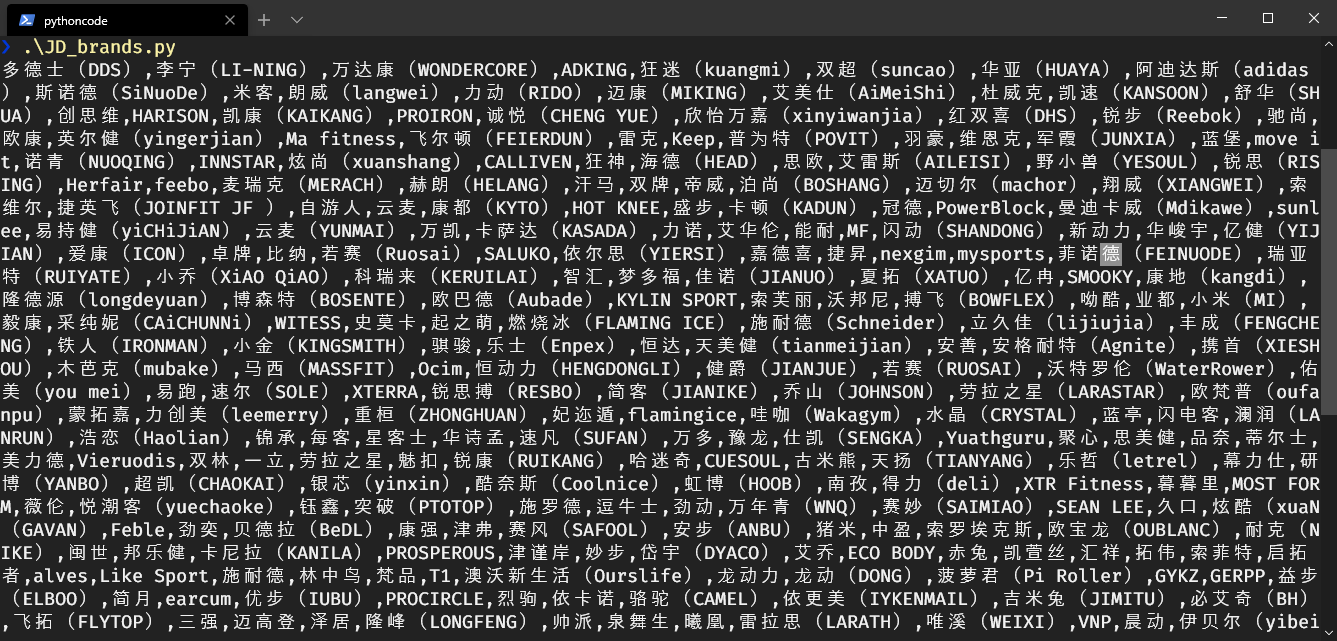 pythoncode
❯ .\JD_brands.py
多德士（DDS）,李宁（LI-NING）,万达康（WONDERCORE）,ADKING,狂迷（kuangmi）,双超（suncao）,华亚（HUAYA）,阿迪达斯（adidas
）,斯诺德（SiNuoDe）,米客,朗威（langwei）,力动（RIDO）,迈康（MIKING）,艾美仕（AiMeiShi）,杜威克,凯速（KANSOON）,舒华（SH
UA）,创思维,HARISON,凯康（KAIKANG）,PROIRON,诚悦（CHENG YUE）,欣怡万嘉（xinyiwanjia）,红双喜（DHS）,锐步（Reebok）,驰尚,
欧康,英尔健（yingerjian）,Ma fitness,飞尔顿（FEIERDUN）,雷克,Keep,普为特（POVIT）,羽豪,维恩克,军霞（JUNXIA）,蓝堡,move i
t,诺青（NUOQING）,INNSTAR,炫尚（xuanshang）,CALLIVEN,狂神,海德（HEAD）,思欧,艾雷斯（AILEISI）,野小兽（YESOUL）,锐思（RIS
ING）,Herfair,feebo,麦瑞克（MERACH）,赫朗（HELANG）,汗马,双牌,帝威,泊尚（BOSHANG）,迈切尔（machor）,翔威（XIANGWEI）,索
维尔,捷英飞（JOINFIT JF ）,自游人,云麦,康都（KYTO）,HOT KNEE,盛步,卡顿（KADUN）,冠德,PowerBlock,曼迪卡威（Mdikawe）,sunl
ee,易持健（yiCHiJiAN）,云麦（YUNMAI）,万凯,卡萨达（KASADA）,力诺,艾华伦,能耐,MF,闪动（SHANDONG）,新动力,华峻宇,亿健（YIJ
IAN）,爱康（ICON）,卓牌,比纳,若赛（Ruosai）,SALUKO,依尔思（YIERSI）,嘉德喜,捷昇,nexgim,mysports,菲诺德（FEINUODE）,瑞亚
特（RUIYATE）,小乔（XiAO QiAO）,科瑞来（KERUILAI）,智汇,梦多福,佳诺（JIANUO）,夏拓（XATUO）,亿冉,SMOOKY,康地（kangdi）,
隆德源（longdeyuan）,博森特（BOSENTE）,欧巴德（Aubade）,KYLIN SPORT,索芙丽,沃邦尼,搏飞（BOWFLEX）,呦酷,业都,小米（MI）,
毅康,采纯妮（CAiCHUNNi）,WITESS,史莫卡,起之萌,燃烧冰（FLAMING ICE）,施耐德（Schneider）,立久佳（lijiujia）,丰成（FENGCHE
NG）,铁人（IRONMAN）,小金（KINGSMITH）,骐骏,乐士（Enpex）,恒达,天美健（tianmeijian）,安善,安格耐特（Agnite）,携首（XIESH
OU）,木芭克（mubake）,马西（MASSFIT）,Ocim,恒动力（HENGDONGLI）,健爵（JIANJUE）,若赛（RUOSAI）,沃特罗伦（WaterRower）,佑
美（you mei）,易跑,速尔（SOLE）,XTERRA,锐思搏（RESBO）,简客（JIANIKE）,乔山（JOHNSON）,劳拉之星（LARASTAR）,欧梵普（oufa
npu）,蒙拓嘉,力创美（leemerry）,重桓（ZHONGHUAN）,妃迩遁,flamingice,哇咖（Wakagym）,水晶（CRYSTAL）,蓝亭,闪电客,澜润（LA
NRUN）,浩恋（Haolian）,锦承,每客,星客士,华诗孟,速凡（SUFAN）,万多,豫龙,仕凯（SENGKA）,Yuathguru,聚心,思美健,品奈,蒂尔士,
美力德,Vieruodis,双林,一立,劳拉之星,魅扣,锐康（RUIKANG）,哈迷奇,CUESOUL,古米熊,天扬（TIANYANG）,乐哲（letrel）,幕力仕,研
博（YANBO）,超凯（CHAOKAI）,银芯（yinxin）,酷奈斯（Coolnice）,虹博（HOOB）,南孜,得力（deli）,XTR Fitness,暮暮里,MOST FOR
M,薇伦,悦潮客（yuechaoke）,钰鑫,突破（PTOTOP）,施罗德,逗牛士,劲动,万年青（WNQ）,赛妙（SAIMIAO）,SEAN LEE,久口,炫酷（xuaN
（GAVAN）,Feble,劲奕,贝德拉（BeDL）,康强,津弗,赛风（SAFOOL）,安步（ANBU）,猪米,中盈,索罗埃克斯,欧宝龙（OUBLANC）,耐克（N
IKE）,闽世,邦乐健,卡尼拉（KANILA）,PROSPEROUS,津谨岸,妙步,岱宇（DYACO）,艾乔,ECO BODY,赤兔,凯萱丝,汇祥,拓伟,索菲特,启拓
者,alves,Like Sport,施耐德,林中鸟,梵品,T1,澳沃新生活（Ourslife）,龙动力,龙动（DONG）,菠萝君（Pi Roller）,GYKZ,GERPP,益步
（ELBOO）,简月,earcum,优步（IUBU）,PROCIRCLE,烈驹,依卡诺,骆驼（CAMEL）,依更美（IYKENMAIL）,吉米兔（JIMITU）,必艾奇（BH）
,飞拓（FLYTOP）,三强,迈高登,泽居,隆峰（LONGFENG）,帅派,泉舞生,曦凰,雷拉思（LARATH）,唯溪（WEIXI）,VNP,晨动,伊贝尔（yibei